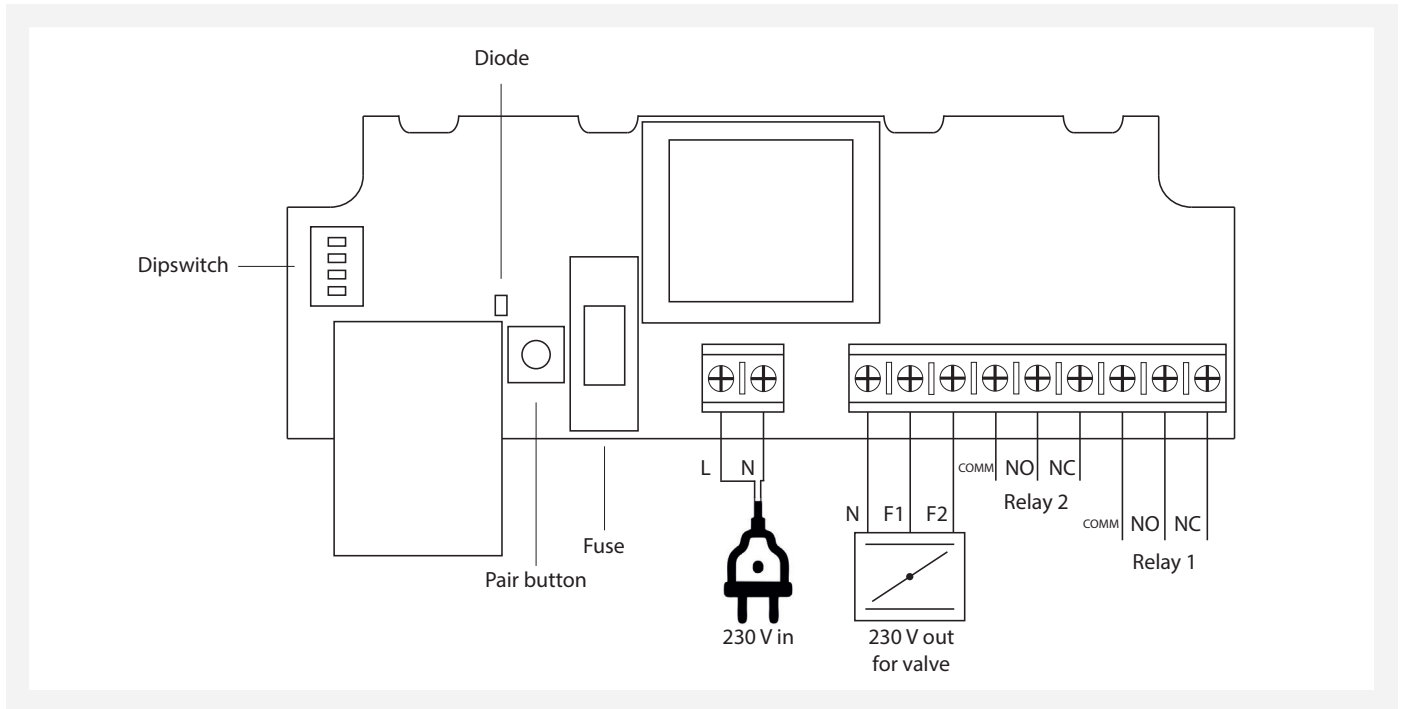 Diode
Dipswitch
L N
COMM NO NC
Relay 2
N F1 F2
COMM NO NC
Relay 1
Fuse
Pair button
230 V in
230 V out
for valve